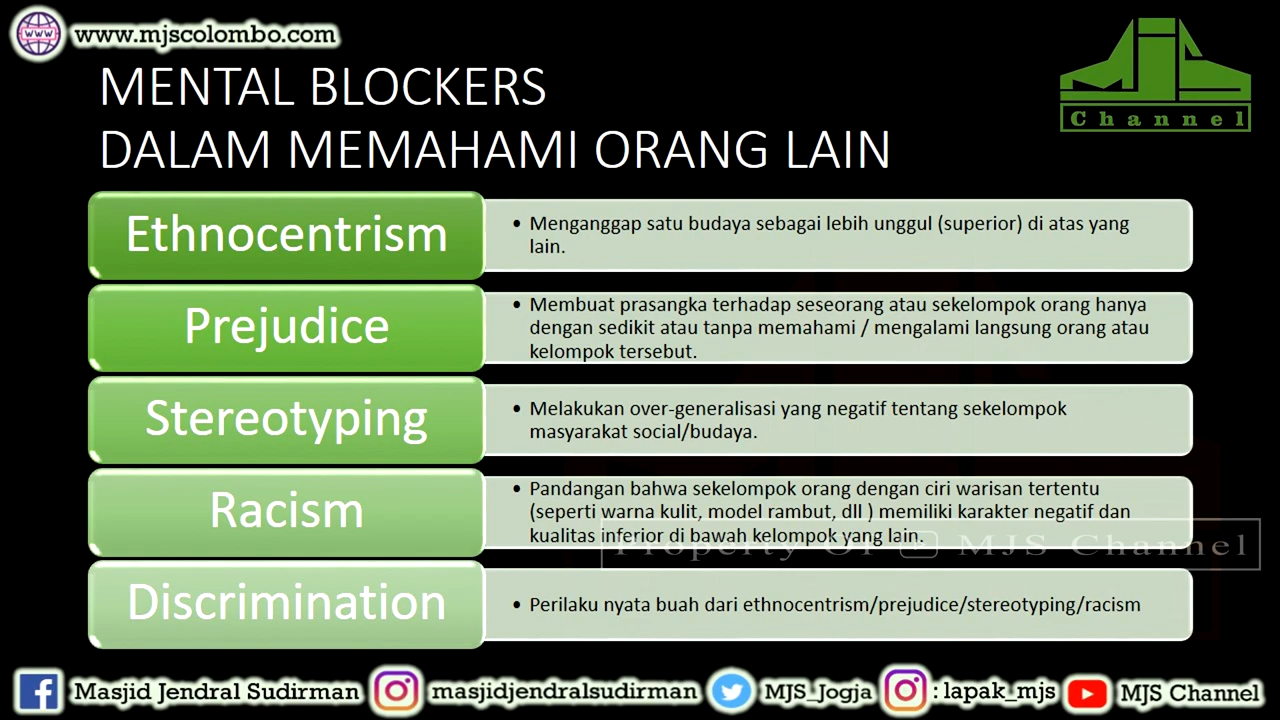 www.mjscolombo.com
MJS
Channel
MENTAL BLOCKERS
DALAM MEMAHAMI ORANG LAIN
Ethnocentrism
• Menganggap satu budaya sebagai lebih unggul (superior) di atas yang
lain.
Prejudice
• Membuat prasangka terhadap seseorang atau sekelompok orang hanya
dengan sedikit atau tanpa memahami / mengalami langsung orang atau
kelompok tersebut.
Stereotyping
• Melakukan over-generalisasi yang negatif tentang sekelompok
masyarakat social/budaya.
Racism
• Pandangan bahwa sekelompok orang dengan ciri warisan tertentu
(seperti warna kulit, model rambut, dll ) memiliki karakter negatif dan
kualitas inferior di bawah kelompok yang lain.
Property Of MJS Channel
Discrimination
• Perilaku nyata buah dari ethnocentrism/prejudice/stereotyping/racism
Masjid Jendral Sudirman masjidjendralsudirman MJS_Jogja : lapak_mjs MJS Channel